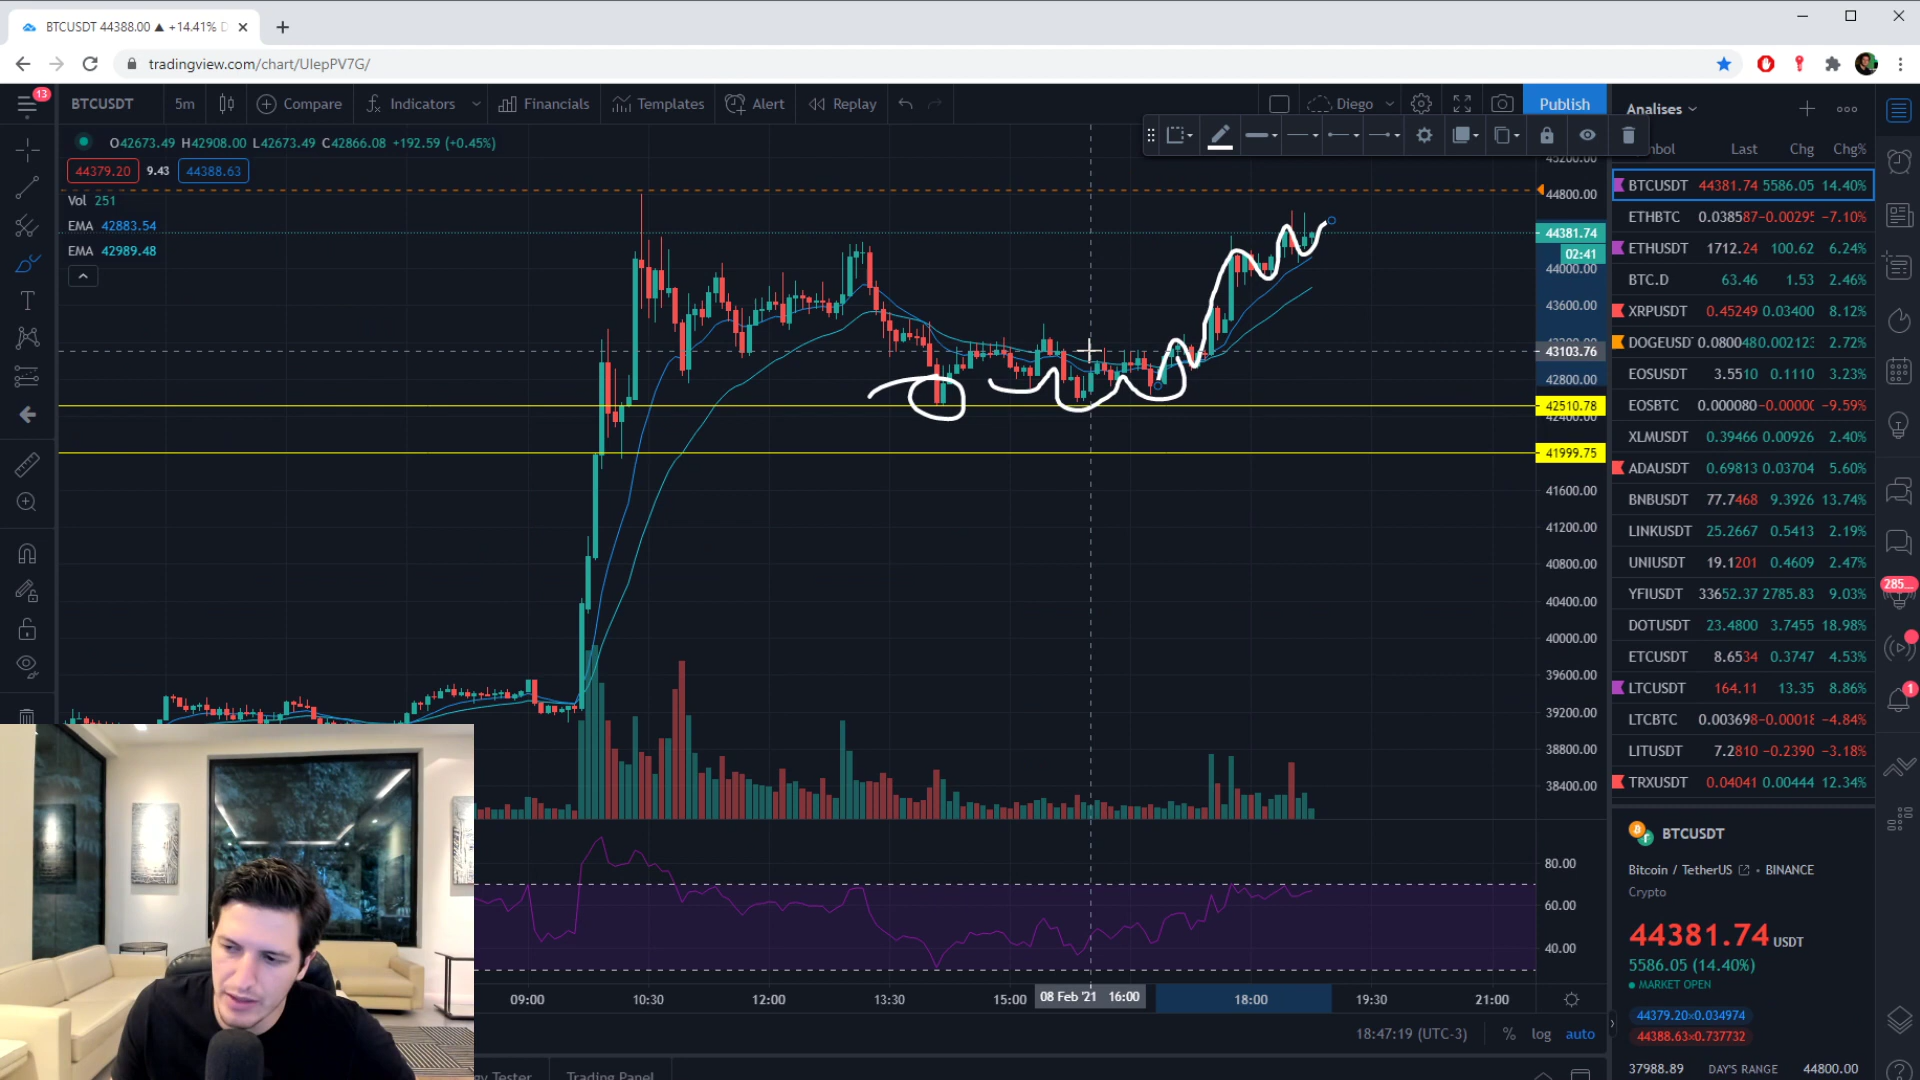 BTCUSDT 44388.00 ▲ +14.41% D
tradingview.com/chart/UIepPV7G/
13
BTCUSDT 5m Compare Indicators Financials Templates Alert Replay Diego Publish
Analises
O42673.49 H42908.00 L42673.49 C42866.08 +192.59 (+0.45%)
44379.20 9.43 44388.63
Vol 251
EMA 42883.54
EMA 42989.48
44800.00
44381.74
02:41
44000.00
43600.00
43103.76
42800.00
42510.78
42400.00
41999.75
41600.00
41200.00
40800.00
40400.00
40000.00
39600.00
39200.00
38800.00
38400.00
80.00
60.00
40.00
09:00 10:30 12:00 13:30 15:00 08 Feb '21 16:00 18:00 19:30 21:00
18:47:19 (UTC-3) % log auto
Tester Trading Panel
Last Chg Chg%
BTCUSDT 44381.74 5586.05 14.40%
ETHBTC 0.038587 -0.00295 -7.10%
ETHUSDT 1712.24 100.62 6.24%
BTC.D 63.46 1.53 2.46%
XRPUSDT 0.45249 0.03400 8.12%
DOGEUSD 0.0800480 .002123 2.72%
EOSUSDT 3.5510 0.1110 3.23%
EOSBTC 0.000080 -0.0000 -9.59%
XLMUSDT 0.39466 0.00926 2.40%
ADAUSDT 0.69813 0.03704 5.60%
BNBUSDT 77.7468 9.3926 13.74%
LINKUSDT 25.2667 0.5413 2.19%
UNIUSDT 19.1201 0.4609 2.47%
YFIUSDT 33652.37 2785.83 9.03%
DOTUSDT 23.4800 3.7455 18.98%
ETCUSDT 8.6534 0.3747 4.53%
LTCUSDT 164.11 13.35 8.86%
LTCBTC 0.003698 -0.00018 -4.84%
LITUSDT 7.2810 -0.2390 -3.18%
TRXUSDT 0.04041 0.00444 12.34%
285...
1
BTCUSDT
Bitcoin / TetherUS • BINANCE
Crypto
44381.74 USDT
5586.05 (14.40%)
MARKET OPEN
44379.20×0.034974
44388.63×0.737732
37988.89 DAY'S RANGE 44800.00